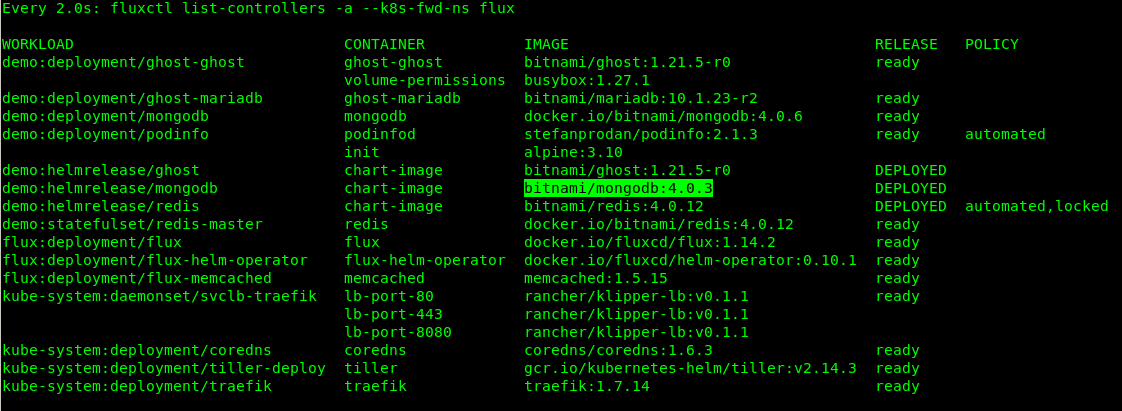 Every 2.0s: fluxctl list-controllers -a --k8s-fwd-ns flux
WORKLOAD CONTAINER IMAGE RELEASE POLICY
demo:deployment/ghost-ghost ghost-ghost bitnami/ghost:1.21.5-r0 ready
volume-permissions busybox:1.27.1
demo:deployment/ghost-mariadb ghost-mariadb bitnami/mariadb:10.1.23-r2 ready
demo:deployment/mongodb mongodb docker.io/bitnami/mongodb:4.0.6 ready
demo:deployment/podinfo podinfod stefanprodan/podinfo:2.1.3 ready automated
init alpine:3.10
demo:helmrelease/ghost chart-image bitnami/ghost:1.21.5-r0 DEPLOYED
demo:helmrelease/mongodb chart-image bitnami/mongodb:4.0.3 DEPLOYED
demo:helmrelease/redis chart-image bitnami/redis:4.0.12 DEPLOYED automated,locked
demo:statefulset/redis-master redis docker.io/bitnami/redis:4.0.12 ready
flux:deployment/flux flux docker.io/fluxcd/flux:1.14.2 ready
flux:deployment/flux-helm-operator flux-helm-operator docker.io/fluxcd/helm-operator:0.10.1 ready
flux:deployment/flux-memcached memcached memcached:1.5.15 ready
kube-system:daemonset/svclb-traefik lb-port-80 rancher/klipper-lb:v0.1.1 ready
lb-port-443 rancher/klipper-lb:v0.1.1
lb-port-8080 rancher/klipper-lb:v0.1.1
kube-system:deployment/coredns coredns coredns/coredns:1.6.3 ready
kube-system:deployment/tiller-deploy tiller gcr.io/kubernetes-helm/tiller:v2.14.3 ready
kube-system:deployment/traefik traefik traefik:1.7.14 ready